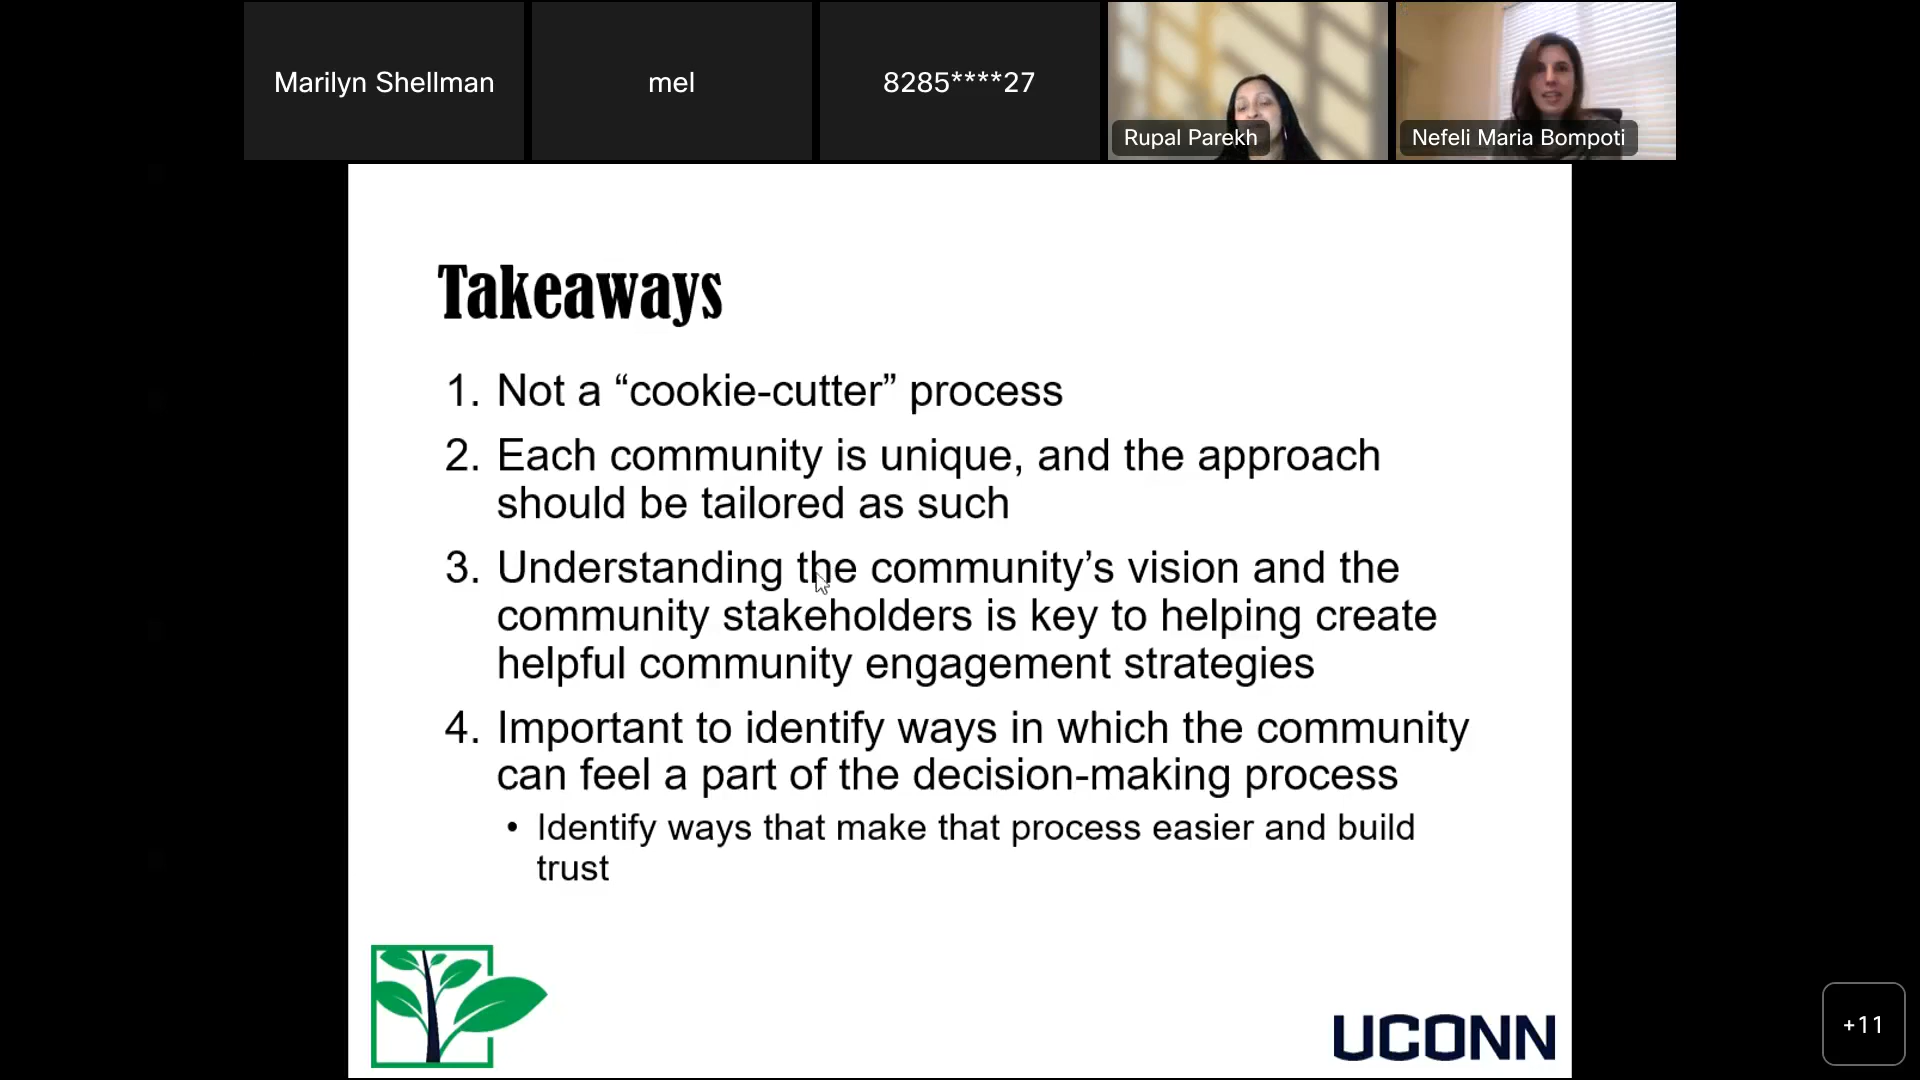 Marilyn Shellman
mel
8285****27
Rupal Parekh
Nefeli Maria Bompoti
Takeaways
1. Not a “cookie-cutter” process
2. Each community is unique, and the approach
should be tailored as such
3. Understanding the community’s vision and the
community stakeholders is key to helping create
helpful community engagement strategies
4. Important to identify ways in which the community
can feel a part of the decision-making process
• Identify ways that make that process easier and build
trust
UCONN
+11